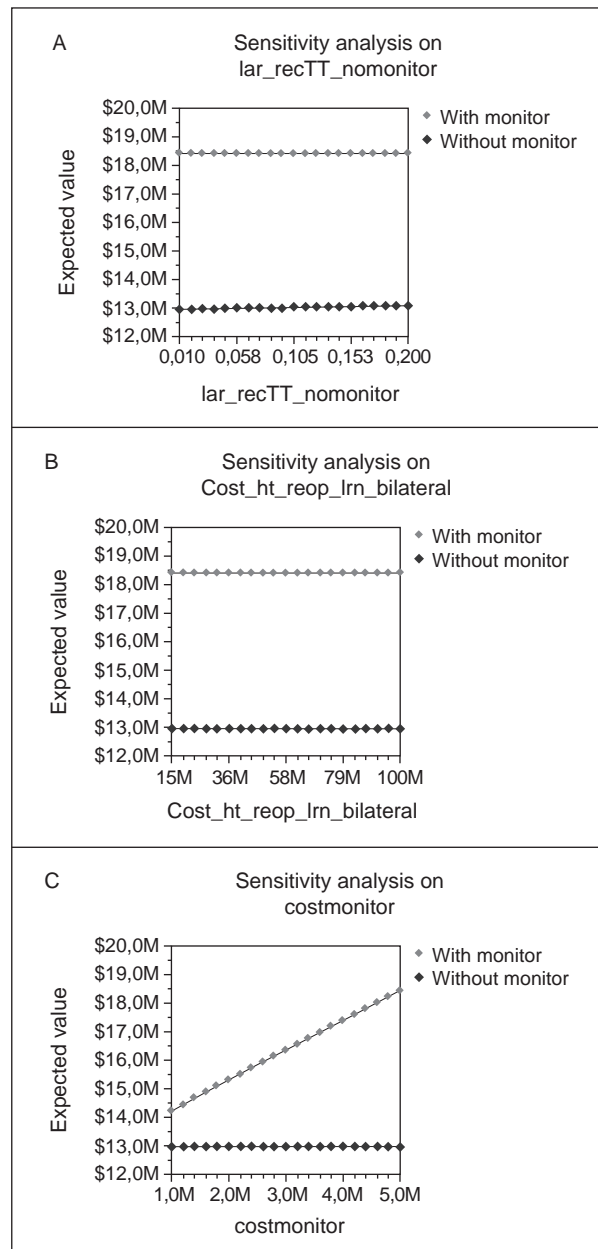 A
Sensitivity analysis on
lar_recTT_nomonitor
$20,0M
$19,0M
$18,0M
$17,0M
$16,0M
$15,0M
$14,0M
$13,0M
$12,0M
Expected value
0,010 0,058 0,105 0,153 0,200
lar_recTT_nomonitor
With monitor
Without monitor
B
Sensitivity analysis on
Cost_ht_reop_lrn_bilateral
$20,0M
$19,0M
$18,0M
$17,0M
$16,0M
$15,0M
$14,0M
$13,0M
$12,0M
Expected value
15M 36M 58M 79M 100M
Cost_ht_reop_lrn_bilateral
With monitor
Without monitor
C
Sensitivity analysis on
costmonitor
$20,0M
$19,0M
$18,0M
$17,0M
$16,0M
$15,0M
$14,0M
$13,0M
$12,0M
Expected value
1,0M 2,0M 3,0M 4,0M 5,0M
costmonitor
With monitor
Without monitor